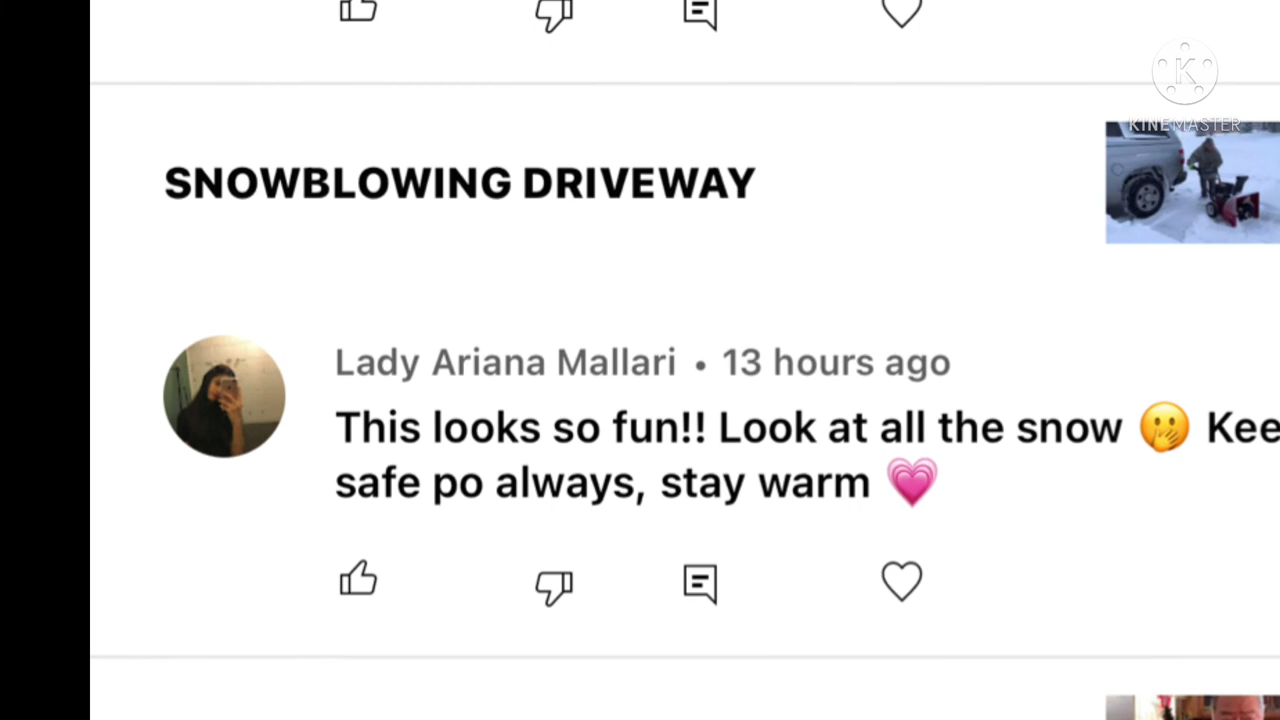 K
KINEMASTER
SNOWBLOWING DRIVEWAY
Lady Ariana Mallari • 13 hours ago
This looks so fun!! Look at all the snow 🤭
safe po always, stay warm 💗